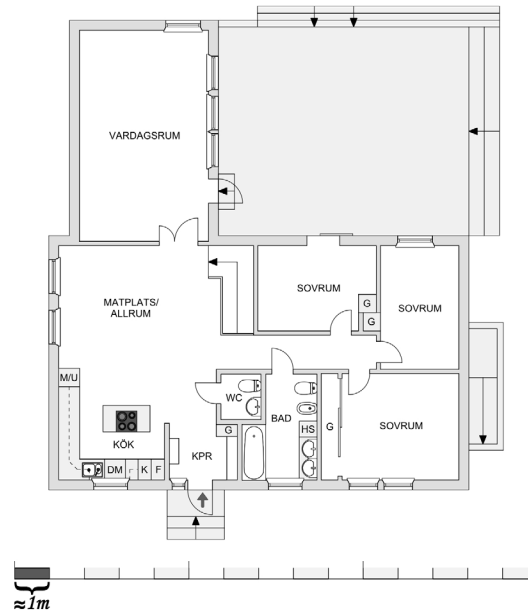 VARDAGSRUM
MATPLATS/
ALLRUM
SOVRUM
SOVRUM
G
G
M/U
WC
BAD
G
SOVRUM
KÖK
G
HS
KPR
DM
K
F
≈1m